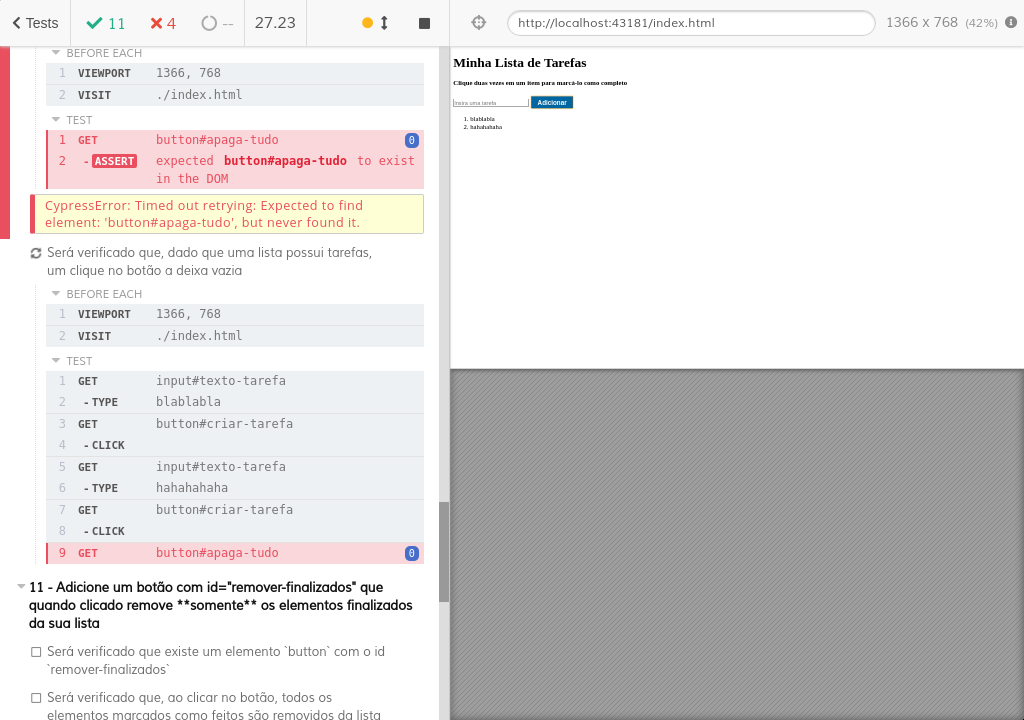 Tests 11 4 -- 27.23 http://localhost:43181/index.html 1366 x 768 (42%)
BEFORE EACH
1 VIEWPORT 1366, 768
2 VISIT ./index.html
TEST
1 GET button#apaga-tudo 0
2 -ASSERT expected button#apaga-tudo to exist
in the DOM
CypressError: Timed out retrying: Expected to find
element: 'button#apaga-tudo', but never found it.
Será verificado que, dado que uma lista possui tarefas,
um clique no botão a deixa vazia
BEFORE EACH
1 VIEWPORT 1366, 768
2 VISIT ./index.html
TEST
1 GET input#texto-tarefa
2 -TYPE blablabla
3 GET button#criar-tarefa
4 -CLICK
5 GET input#texto-tarefa
6 -TYPE hahahahaha
7 GET button#criar-tarefa
8 -CLICK
9 GET button#apaga-tudo 0
11 - Adicione um botão com id="remover-finalizados" que
quando clicado remove **somente** os elementos finalizados
da sua lista
Será verificado que existe um elemento `button` com o id
`remover-finalizados`
Será verificado que, ao clicar no botão, todos os
elementos marcados como feitos são removidos da lista
Minha Lista de Tarefas
Clique duas vezes em um item para marcá-lo como completo
Insira uma tarefa Adicionar
1. blablabla
2. hahahahaha